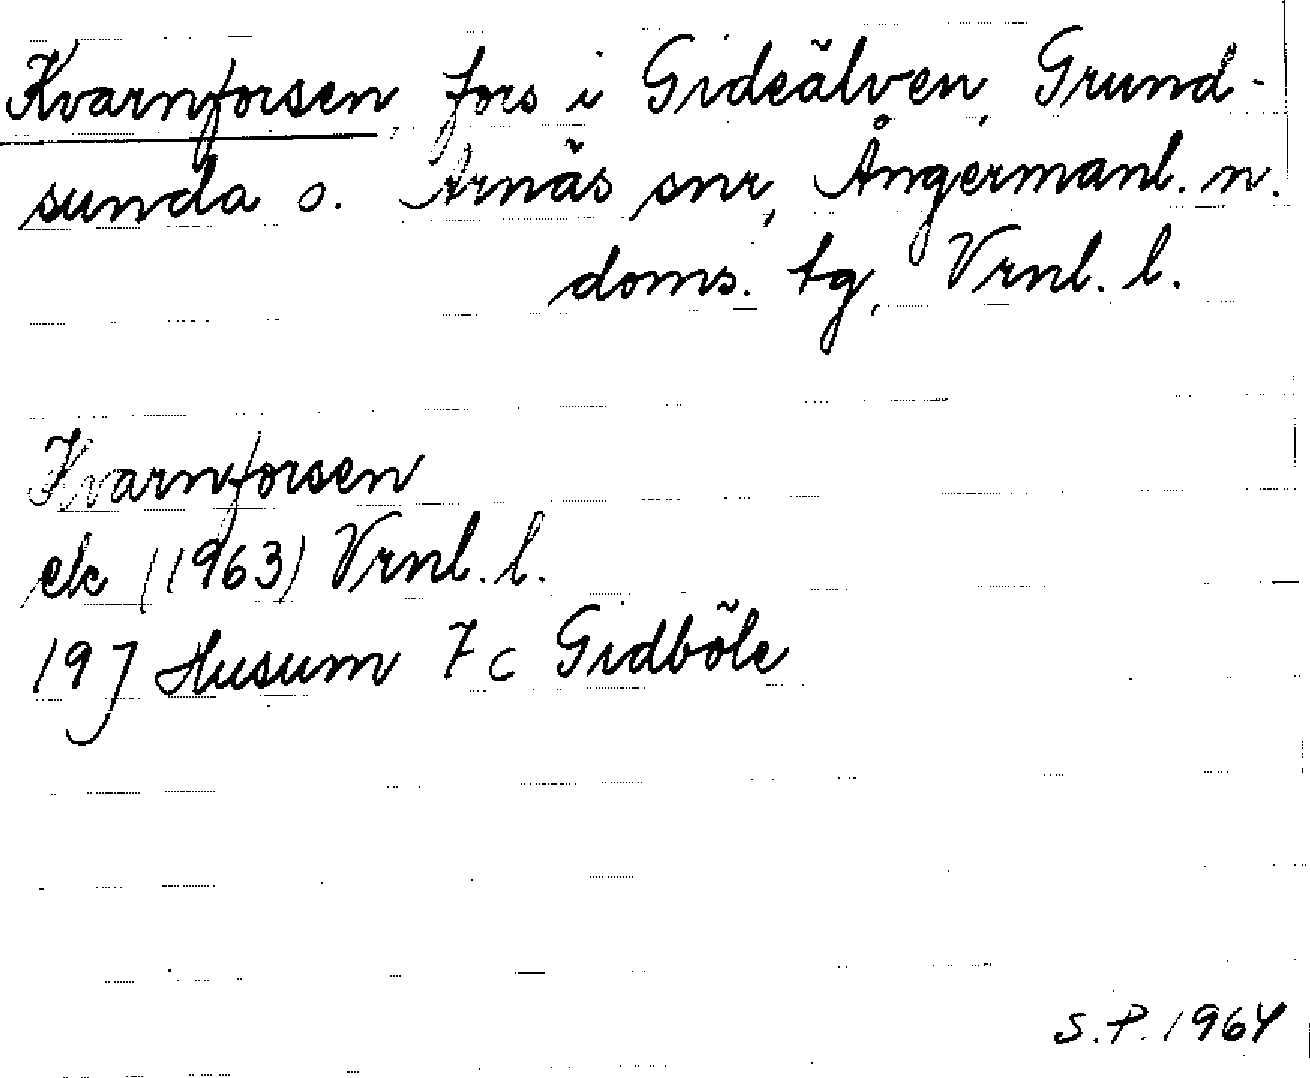 Kvarnforsen, fors i Gideälven, Grund-
sunda o. Arnäs snr, Ångermanl. n.
doms. tg, Vrnl. l.
Kvarnforsen
ek (1963) Vrnl. l.
19 J Husum 7 c Gidböle
S.P. 1964